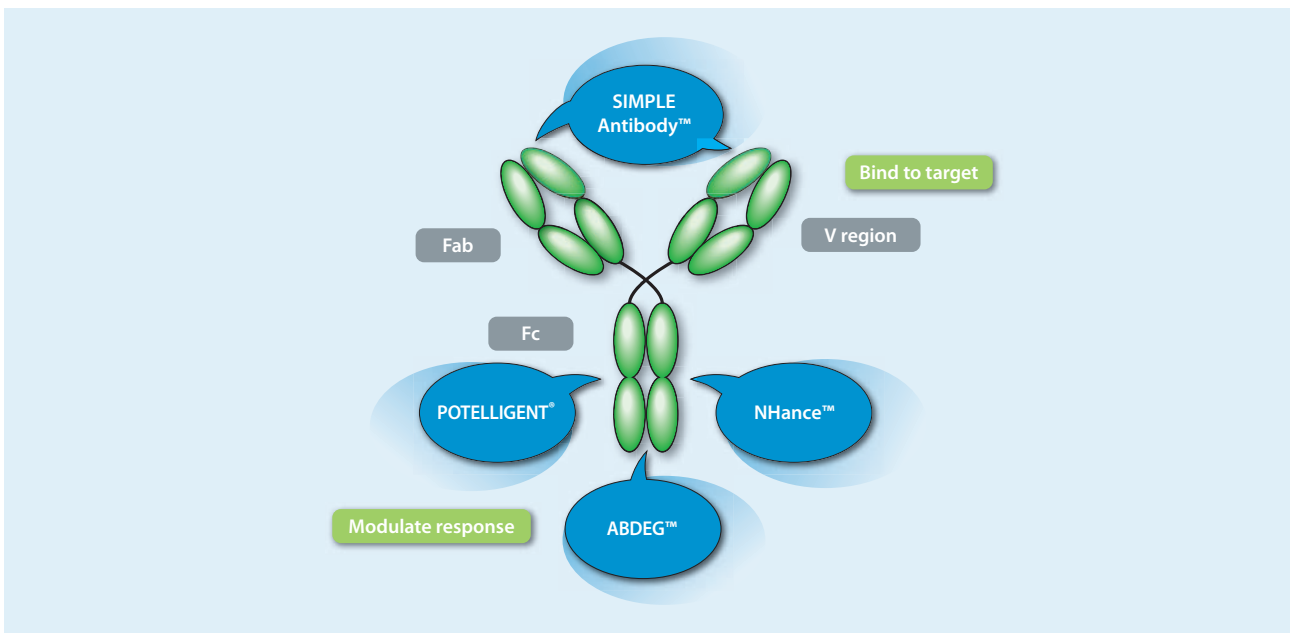 SIMPLE
Antibody™
Bind to target
V region
Fab
Fc
POTELLIGENT®
NHance™
Modulate response
ABDEG™